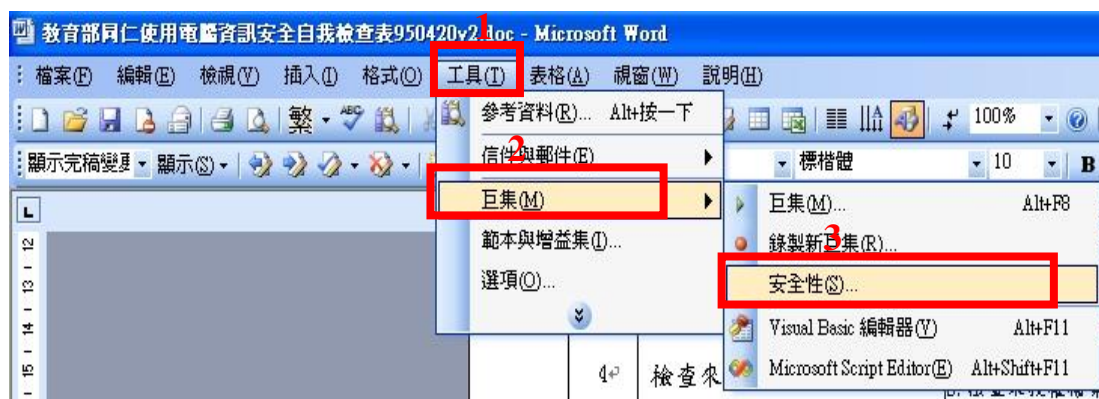 教育部同仁使用電腦資訊安全自我檢查表950420v2.doc - Microsoft Word
1
檔案(F) 編輯(E) 檢視(V) 插入(I) 格式(O) 工具(T) 表格(A) 視窗(W) 說明(H)
繁 ABC 100%
參考資料(R)... Alt+按一下
2
信件與郵件(E)
顯示完稿 顯示(S) 標楷體 10 B
巨集(M)
巨集(M)... Alt+F8
3
範本與增益集(I)...
錄製新巨集(R)...
選項(O)...
安全性(S)...
Visual Basic 編輯器(V) Alt+F11
Microsoft Script Editor(E) Alt+Shift+F11
L
12
13
14
15
4 檢查來